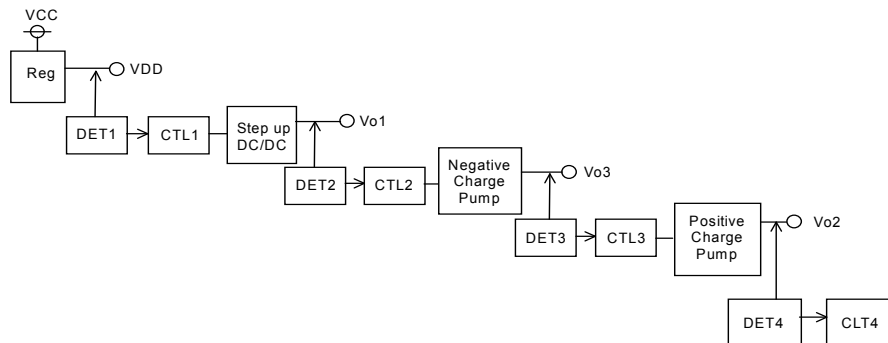 VCC
Reg
VDD
DET1
CTL1
Step up
DC/DC
Vo1
DET2
CTL2
Negative
Charge
Pump
Vo3
DET3
CTL3
Positive
Charge
Pump
Vo2
DET4
CLT4